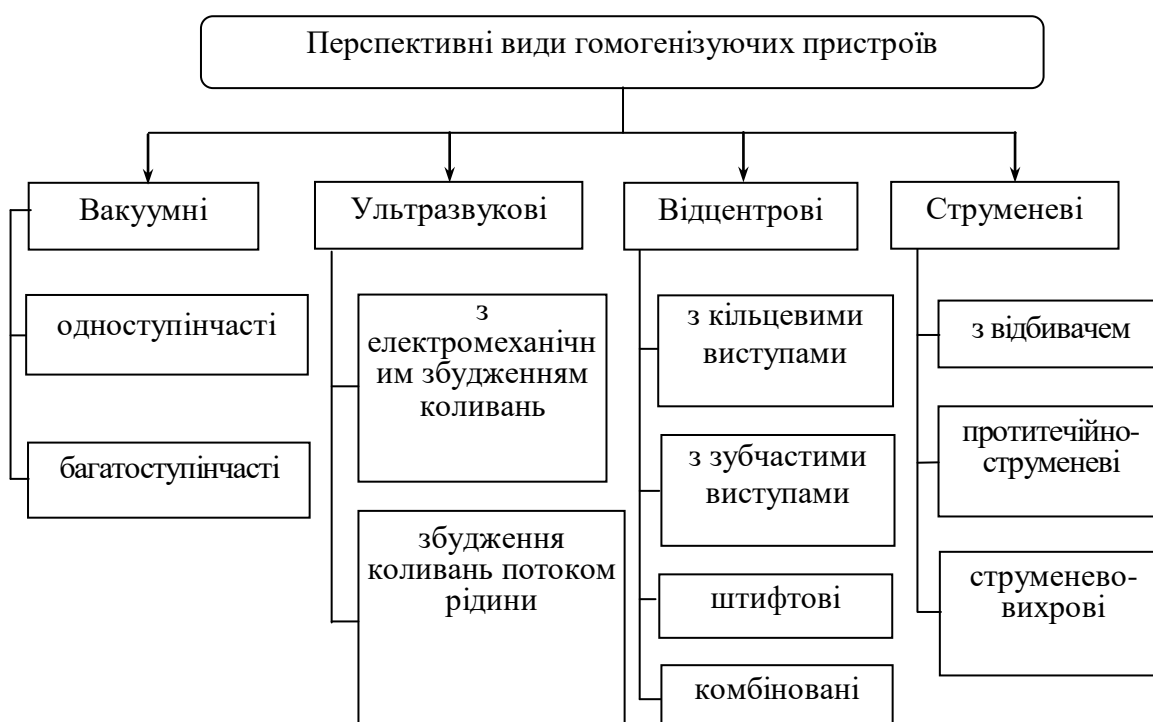 Перспективні види гомогенізуючих пристроїв
Вакуумні
одноступінчасті
багатоступінчасті
Ультразвукові
з
електромеханічн
им збудженням
коливань
збудження
коливань потоком
рідини
Відцентрові
з кільцевими
виступами
з зубчастими
виступами
штифтові
комбіновані
Струменеві
з відбивачем
протитечійно-
струменеві
струменево-
вихрові